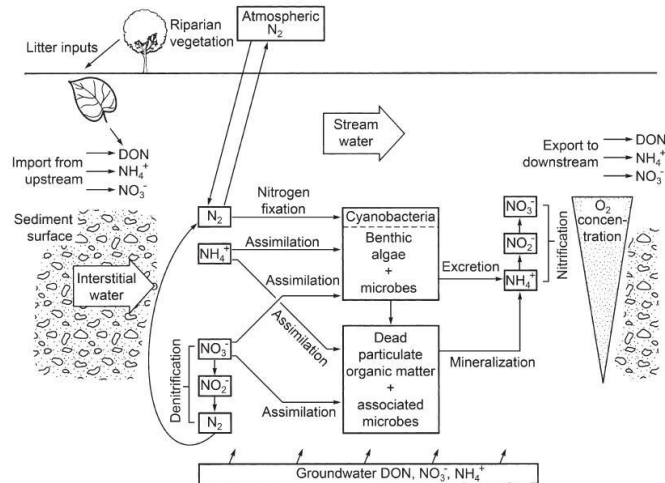 Riparian
vegetation
Atmospheric
N₂
Litter inputs
Stream
water
Import from
upstream
DON
NH₄⁺
NO₃⁻
Export to
downstream
DON
NH₄⁺
NO₃⁻
Sediment
surface
Interstitial
water
N₂
Nitrogen
fixation
Cyanobacteria
Benthic
algae
+
microbes
NH₄⁺
Assimilation
Assimilation
Assimilation
Excretion
NO₃⁻
NO₂⁻
NH₄⁺
Nitrification
O₂
concen-
tration
Denitrification
NO₃⁻
NO₂⁻
N₂
Assimilation
Dead
particulate
organic matter
+
associated
microbes
Mineralization
Groundwater DON, NO₃⁻, NH₄⁺